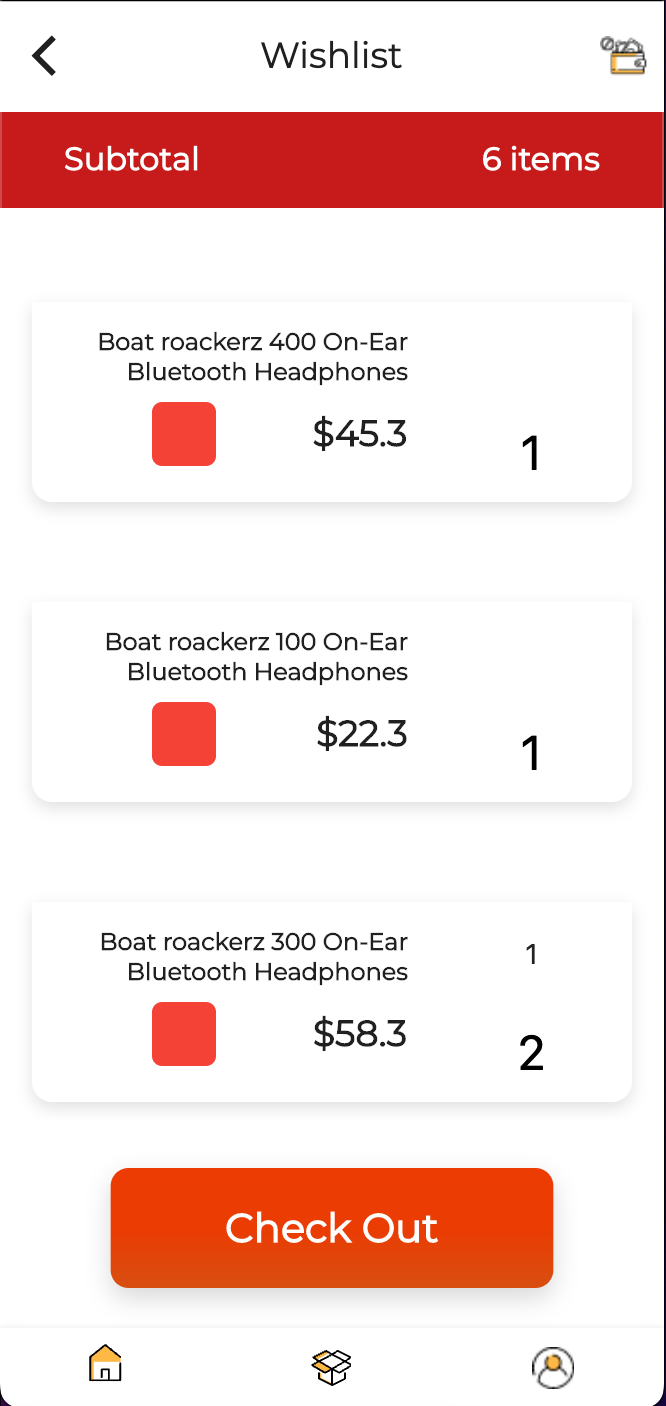 Wishlist
Subtotal 6 items
Boat roackerz 400 On-Ear
Bluetooth Headphones
$45.3
1
Boat roackerz 100 On-Ear
Bluetooth Headphones
$22.3
1
Boat roackerz 300 On-Ear
Bluetooth Headphones
1
$58.3
2
Check Out